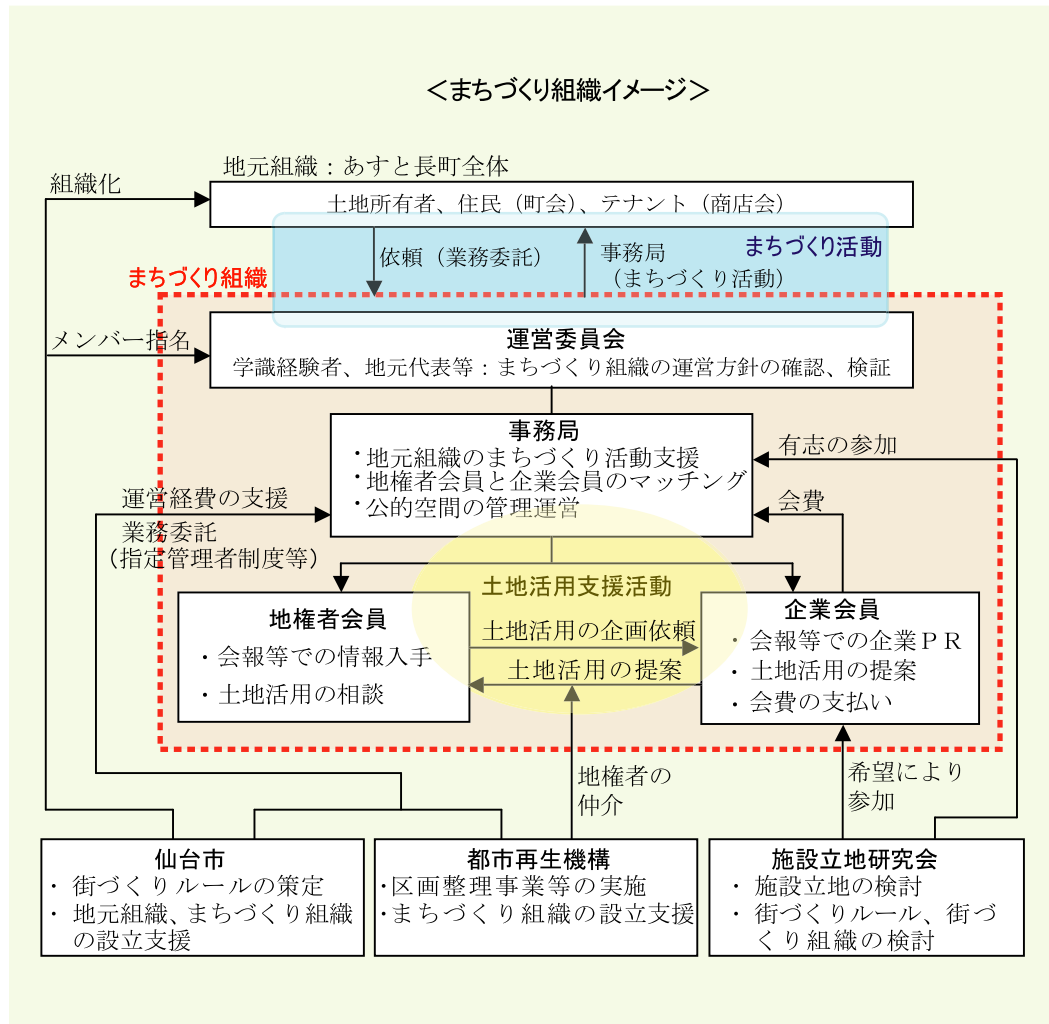 ＜まちづくり組織イメージ＞
地元組織：あすと長町全体
組織化
土地所有者、住民（町会）、テナント（商店会）
まちづくり活動
依頼（業務委託）
事務局
（まちづくり活動）
まちづくり組織
メンバー指名
運営委員会
学識経験者、地元代表等：まちづくり組織の運営方針の確認、検証
事務局
・地元組織のまちづくり活動支援
・地権者会員と企業会員のマッチング
・公的空間の管理運営
有志の参加
会費
運営経費の支援
業務委託
（指定管理者制度等）
土地活用支援活動
地権者会員
・会報等での情報入手
・土地活用の相談
土地活用の企画依頼
土地活用の提案
企業会員
・会報等での企業ＰＲ
・土地活用の提案
・会費の支払い
地権者の
仲介
希望により
参加
仙台市
・街づくりルールの策定
・地元組織、まちづくり組織
の設立支援
都市再生機構
・区画整理事業等の実施
・まちづくり組織の設立支援
施設立地研究会
・施設立地の検討
・街づくりルール、街づ
くり組織の検討